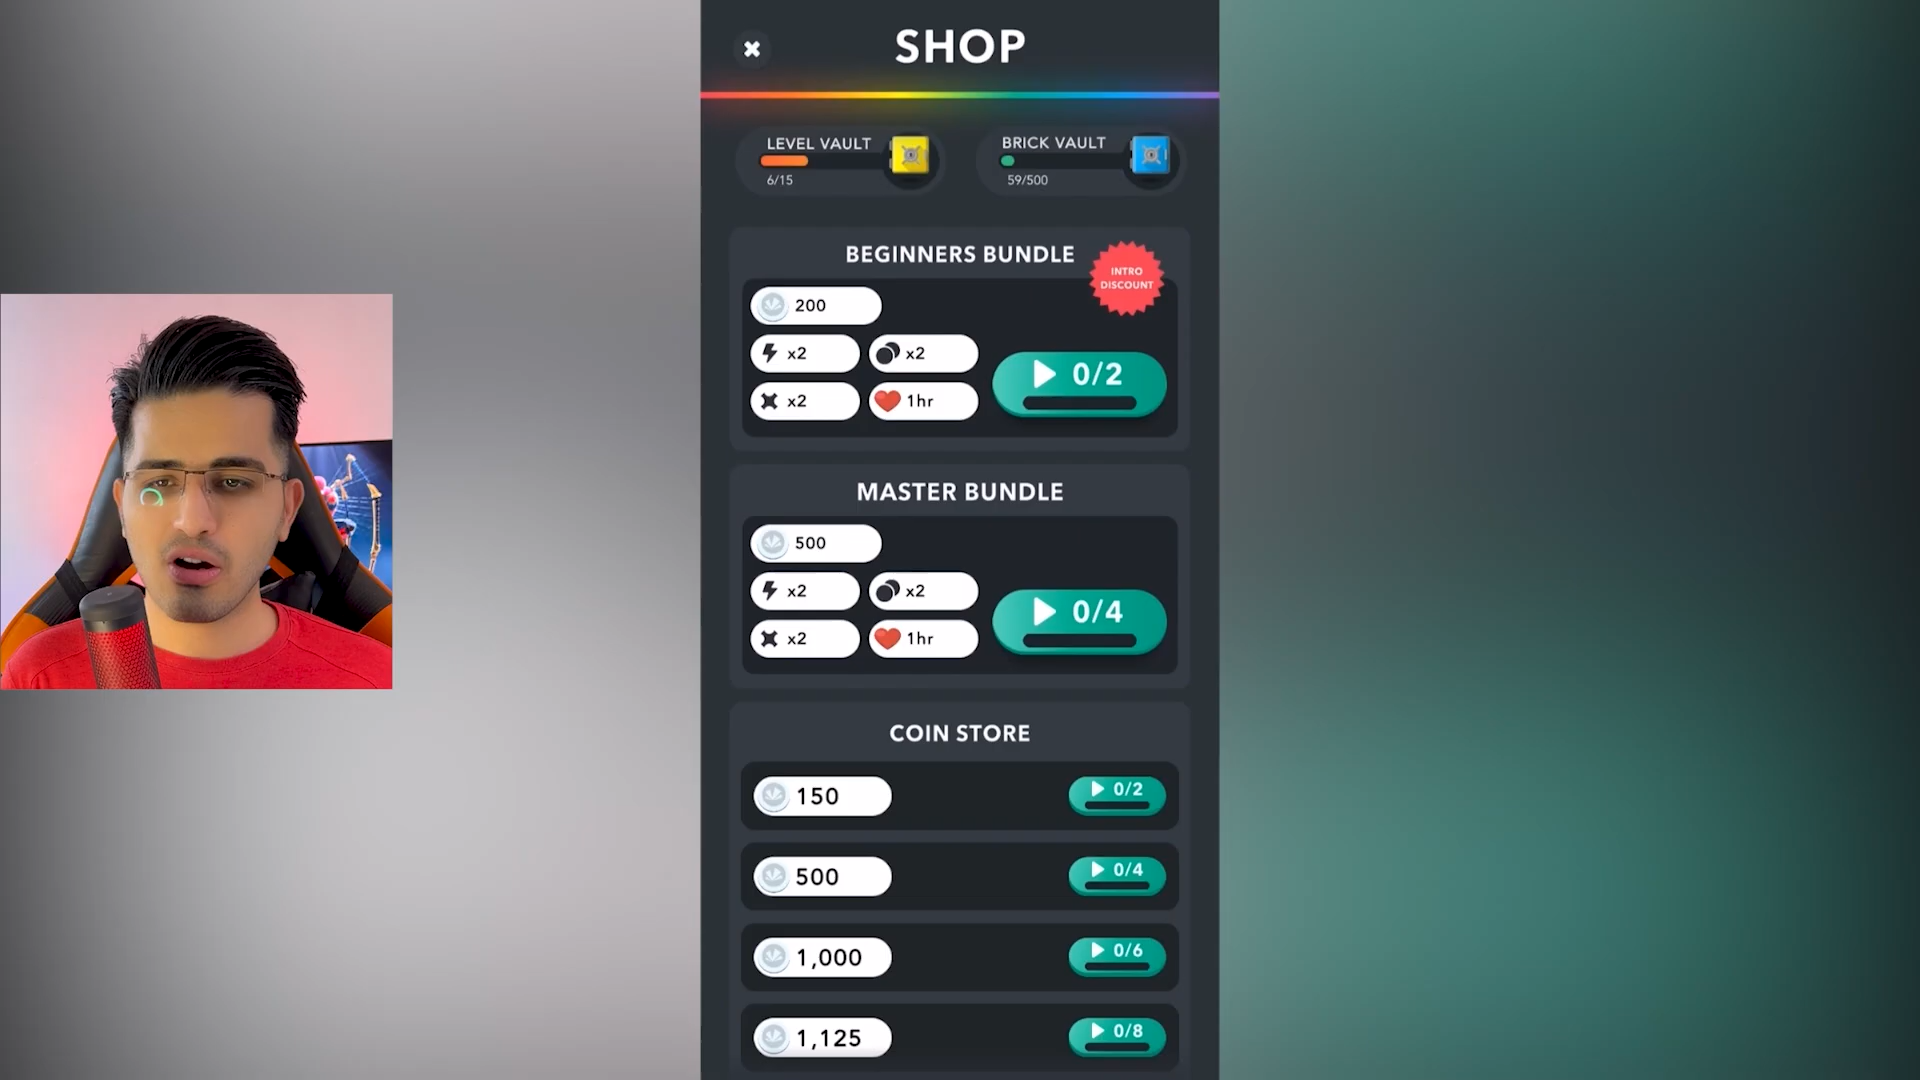 SHOP
LEVEL VAULT
6/15
BRICK VAULT
59/500
BEGINNERS BUNDLE
INTRO
DISCOUNT
200
x2
x2
x2
1hr
0/2
MASTER BUNDLE
500
x2
x2
x2
1hr
0/4
COIN STORE
150
0/2
500
0/4
1,000
0/6
1,125
0/8